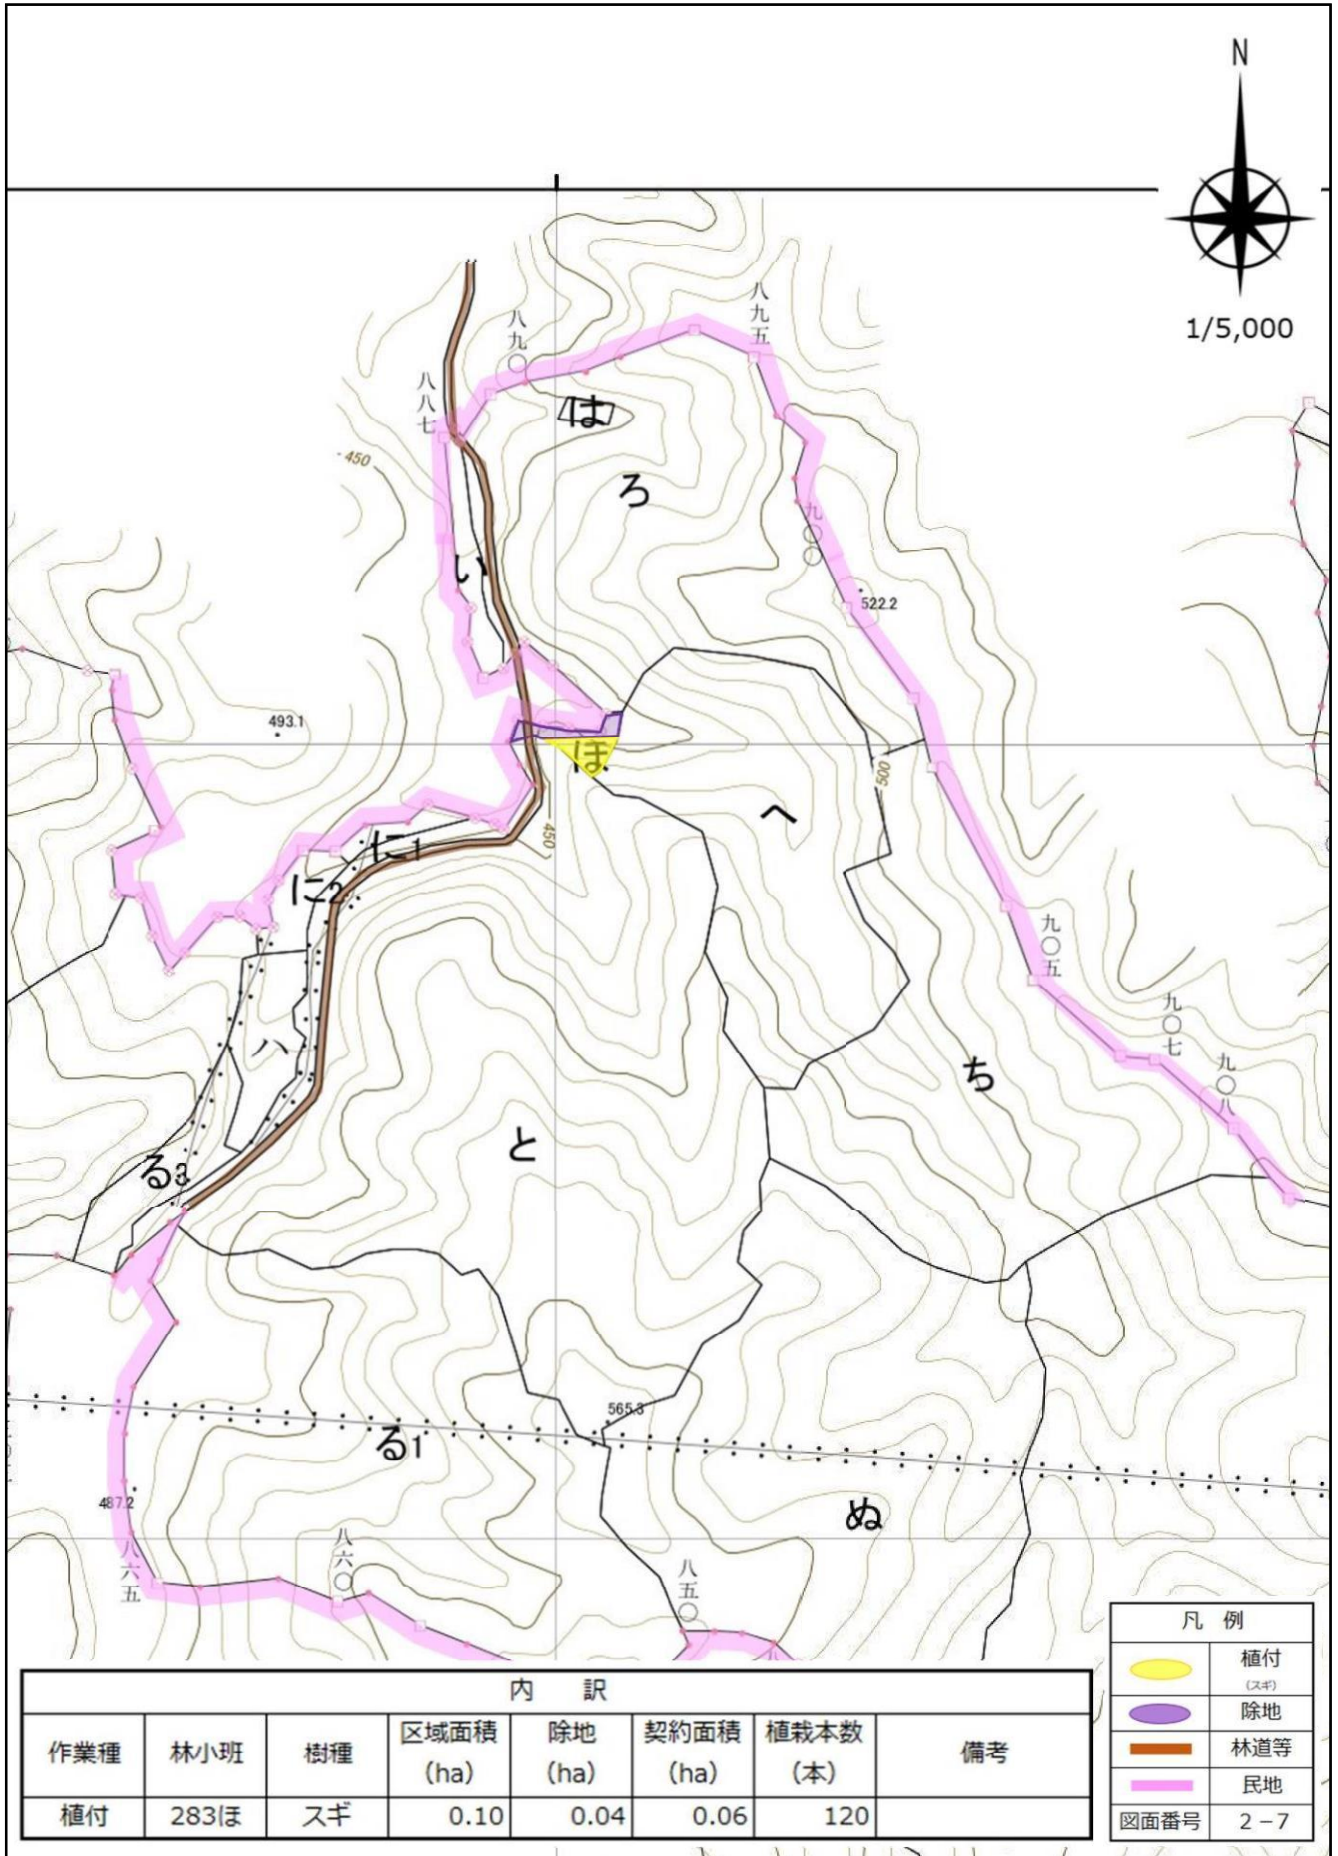 N
1/5,000
八九五
八九〇
八八七
は
450
ろ
九〇〇
い
522.2
493.1
ほ
500
へ
450
に1
に2
九〇五
九〇七
ハ
ち
九〇八
と
る3
565.3
る1
487.2
ぬ
八六〇
八六五
八五〇
凡 例
植付
(スギ)
除地
林道等
民地
図面番号 2-7
内 訳
作業種 林小班 樹種 区域面積(ha) 除地(ha) 契約面積(ha) 植栽本数(本) 備考
植付 283ほ スギ 0.10 0.04 0.06 120